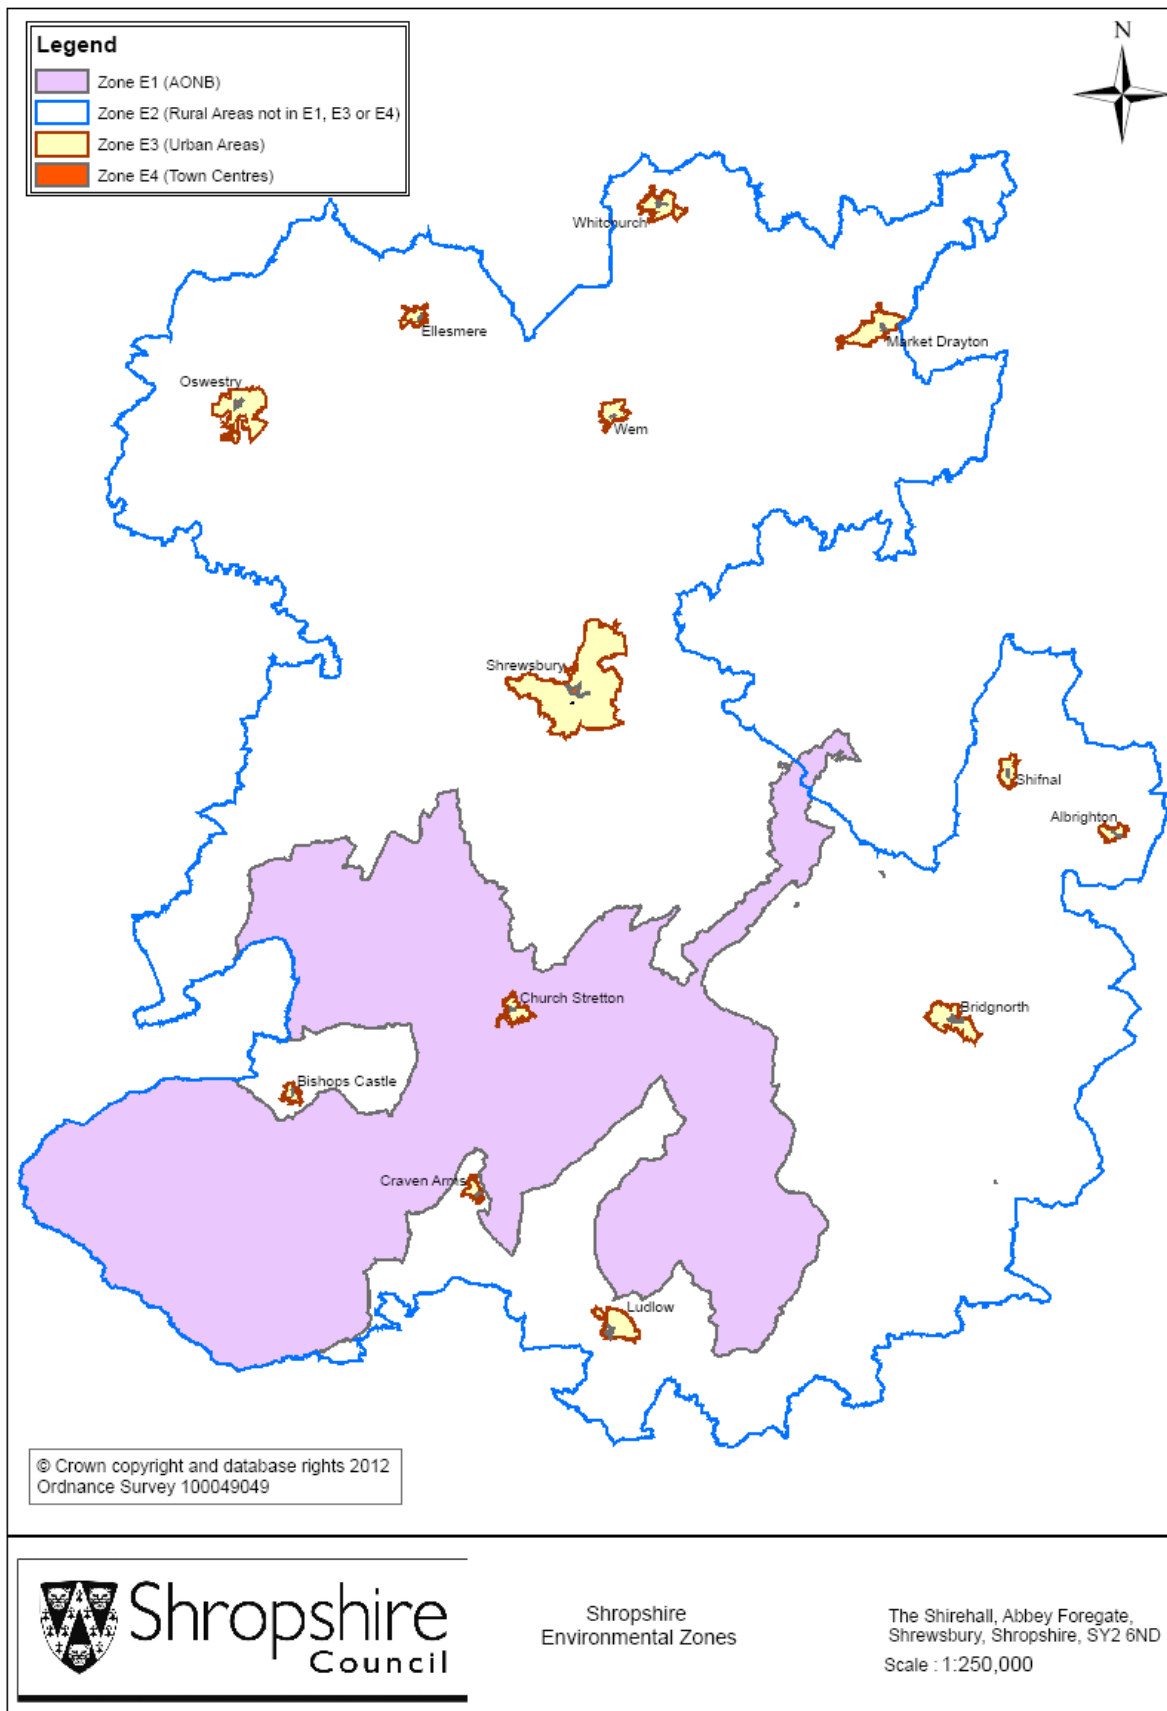 Legend
Zone E1 (AONB)
Zone E2 (Rural Areas not in E1, E3 or E4)
Zone E3 (Urban Areas)
Zone E4 (Town Centres)
N
Whitchurch
Ellesmere
Market Drayton
Oswestry
Wem
Shrewsbury
Shifnal
Albrighton
Church Stretton
Bridgnorth
Bishops Castle
Craven Arms
Ludlow
© Crown copyright and database rights 2012
Ordnance Survey 100049049
Shropshire
Council
Shropshire
Environmental Zones
The Shirehall, Abbey Foregate,
Shrewsbury, Shropshire, SY2 6ND
Scale : 1:250,000